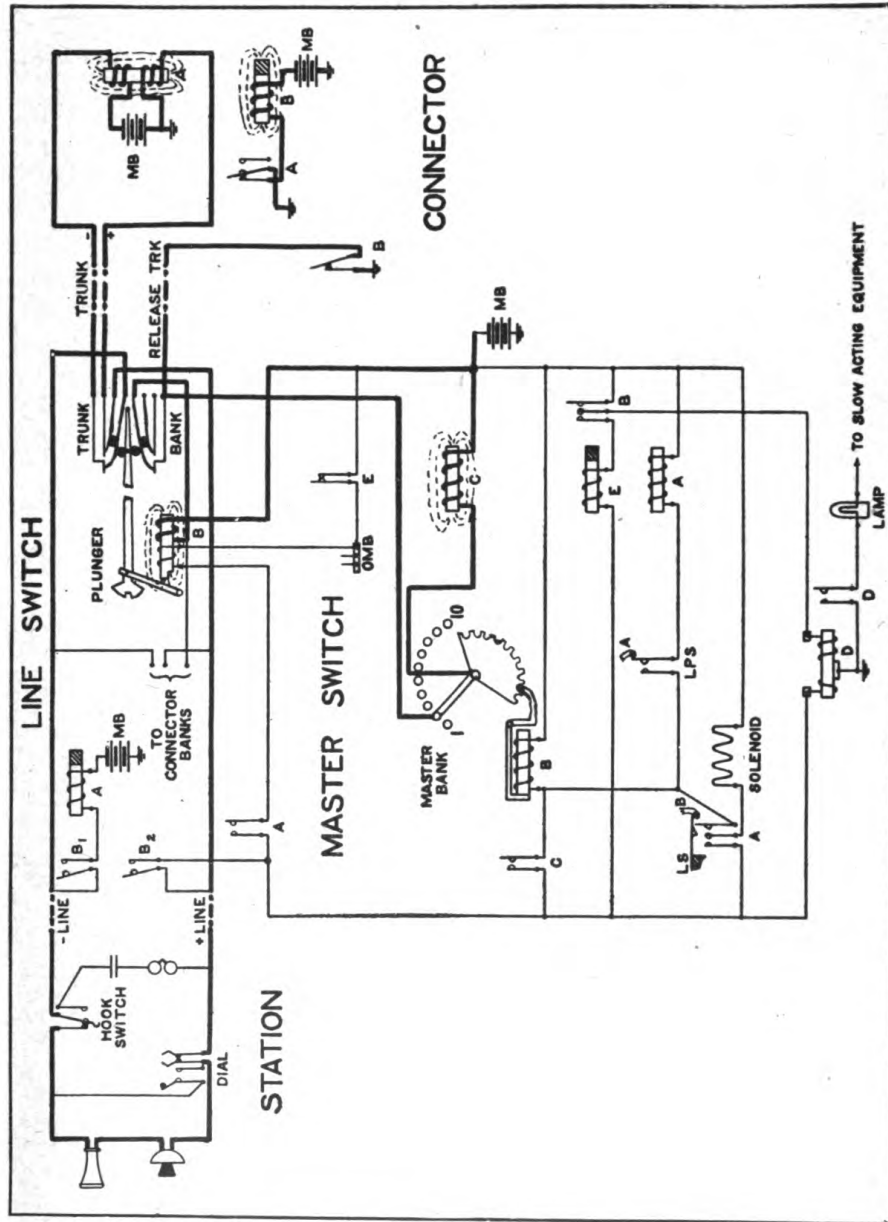 LINE SWITCH
MASTER SWITCH
STATION
CONNECTOR
HOOK
SWITCH
DIAL
- LINE
+ LINE
B1
B2
A
MB
TO
CONNECTOR
BANKS
A
PLUNGER
B
TRUNK
BANK
TRUNK
-
+
RELEASE TRK
MB
A
A
B
MB
B
E
OMB
MASTER
BANK
1
10
C
MB
B
C
E
B
A
A
LPS
LS
B
A
SOLENOID
D
D
LAMP
TO SLOW ACTING EQUIPMENT